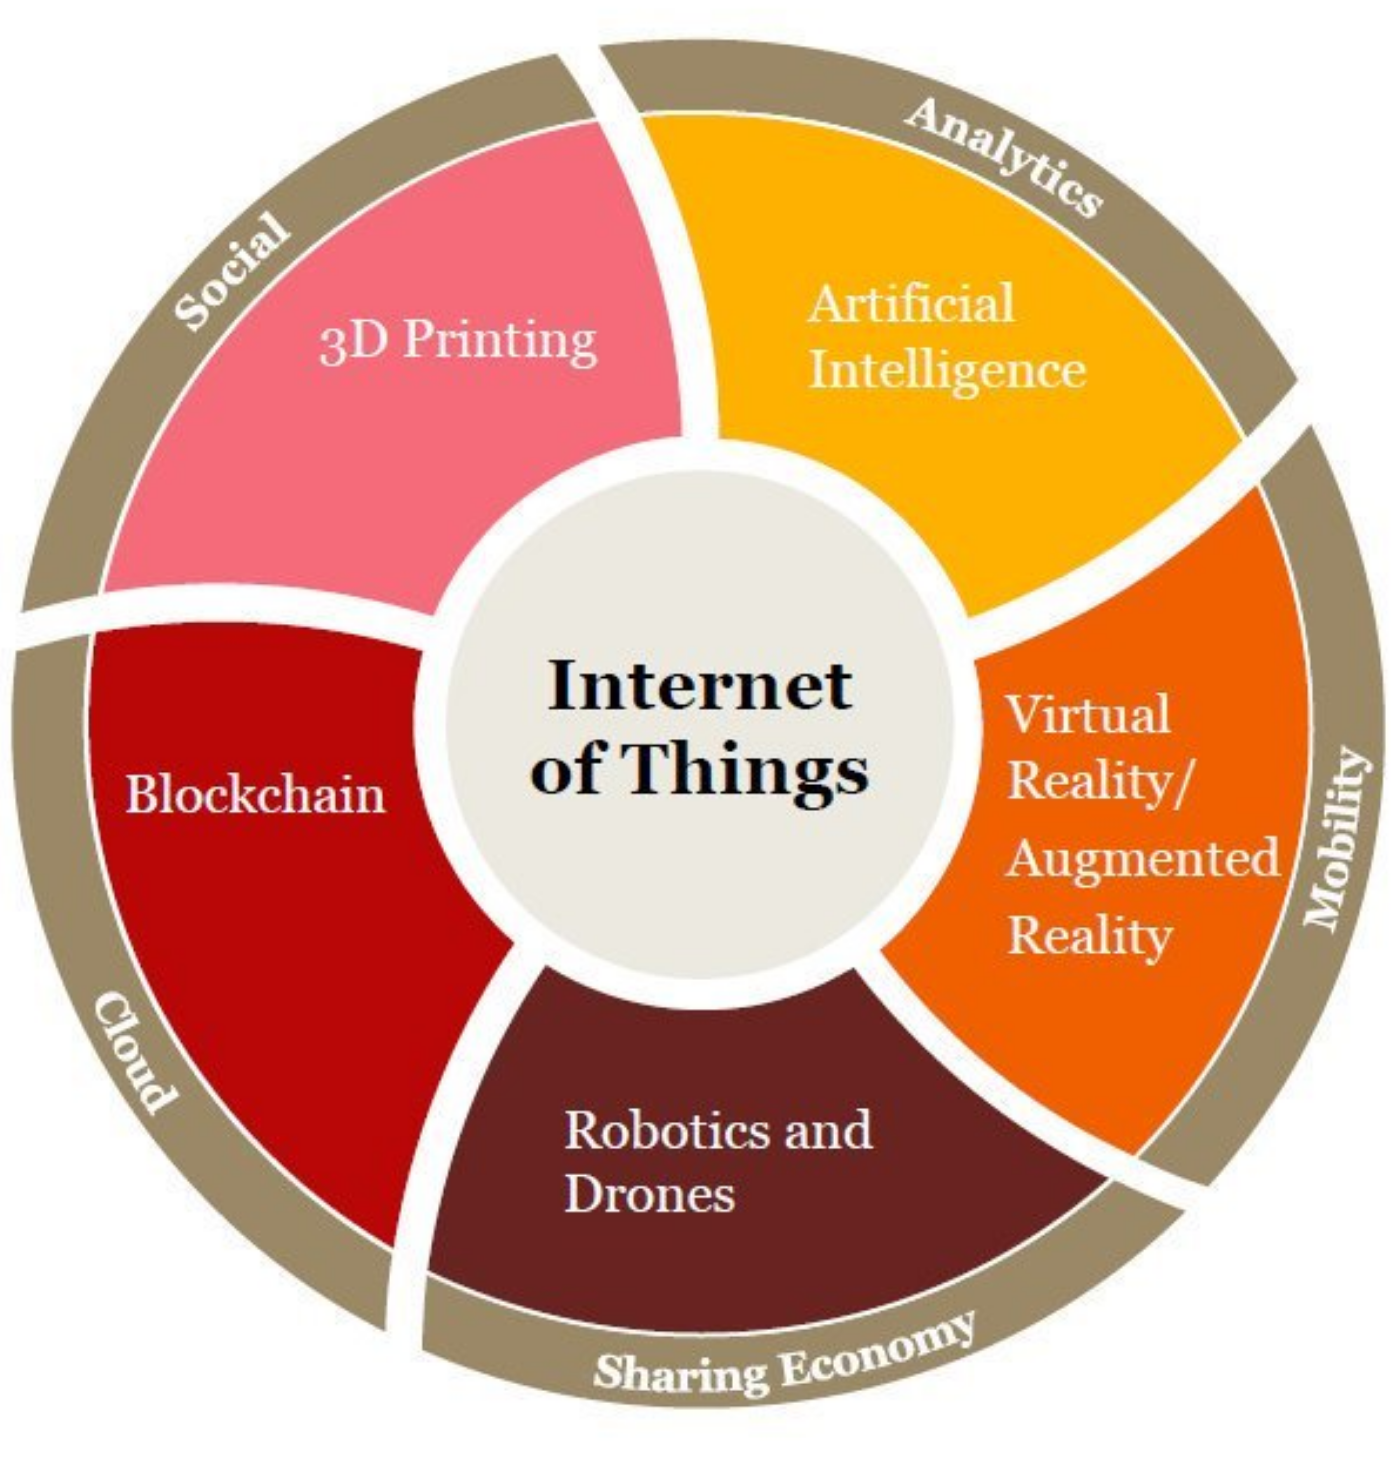 Analytics
Social
Artificial
Intelligence
3D Printing
Internet
of Things
Virtual
Reality/
Augmented
Reality
Mobility
Blockchain
Cloud
Robotics and
Drones
Sharing Economy